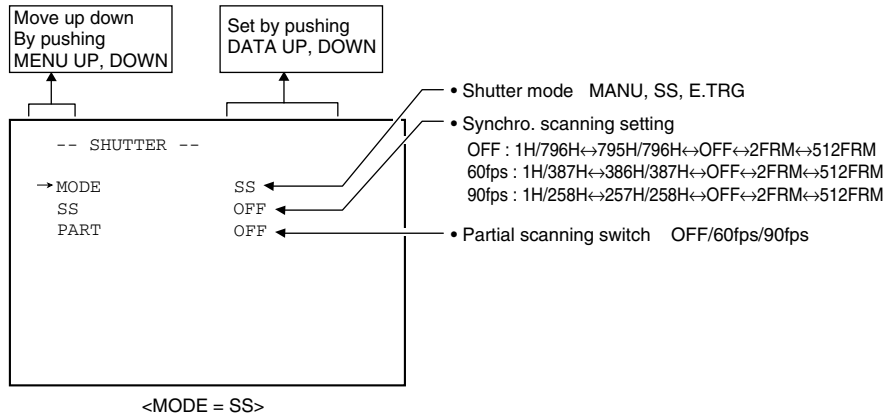 Move up down
By pushing
MENU UP, DOWN
Set by pushing
DATA UP, DOWN
-- SHUTTER --
→MODE SS
SS OFF
PART OFF
• Shutter mode MANU, SS, E.TRG
• Synchro. scanning setting
OFF : 1H/796H↔795H/796H↔OFF↔2FRM↔512FRM
60fps : 1H/387H↔386H/387H↔OFF↔2FRM↔512FRM
90fps : 1H/258H↔257H/258H↔OFF↔2FRM↔512FRM
• Partial scanning switch OFF/60fps/90fps
<MODE = SS>